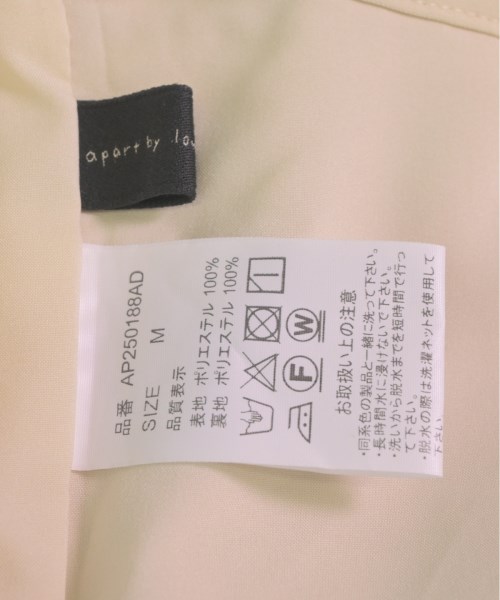 apart by
品番 AP250188AD
SIZE M
品質表示
表地 ポリエステル 100%
裏地 ポリエステル 100%
F W
お取扱い上の注意
・同系色の製品と一緒に洗って下さい。
・長時間水に浸けないで下さい。
・洗いから脱水までを短時間で行っ
て下さい。
・脱水の際は洗濯ネットを使用して
下さい